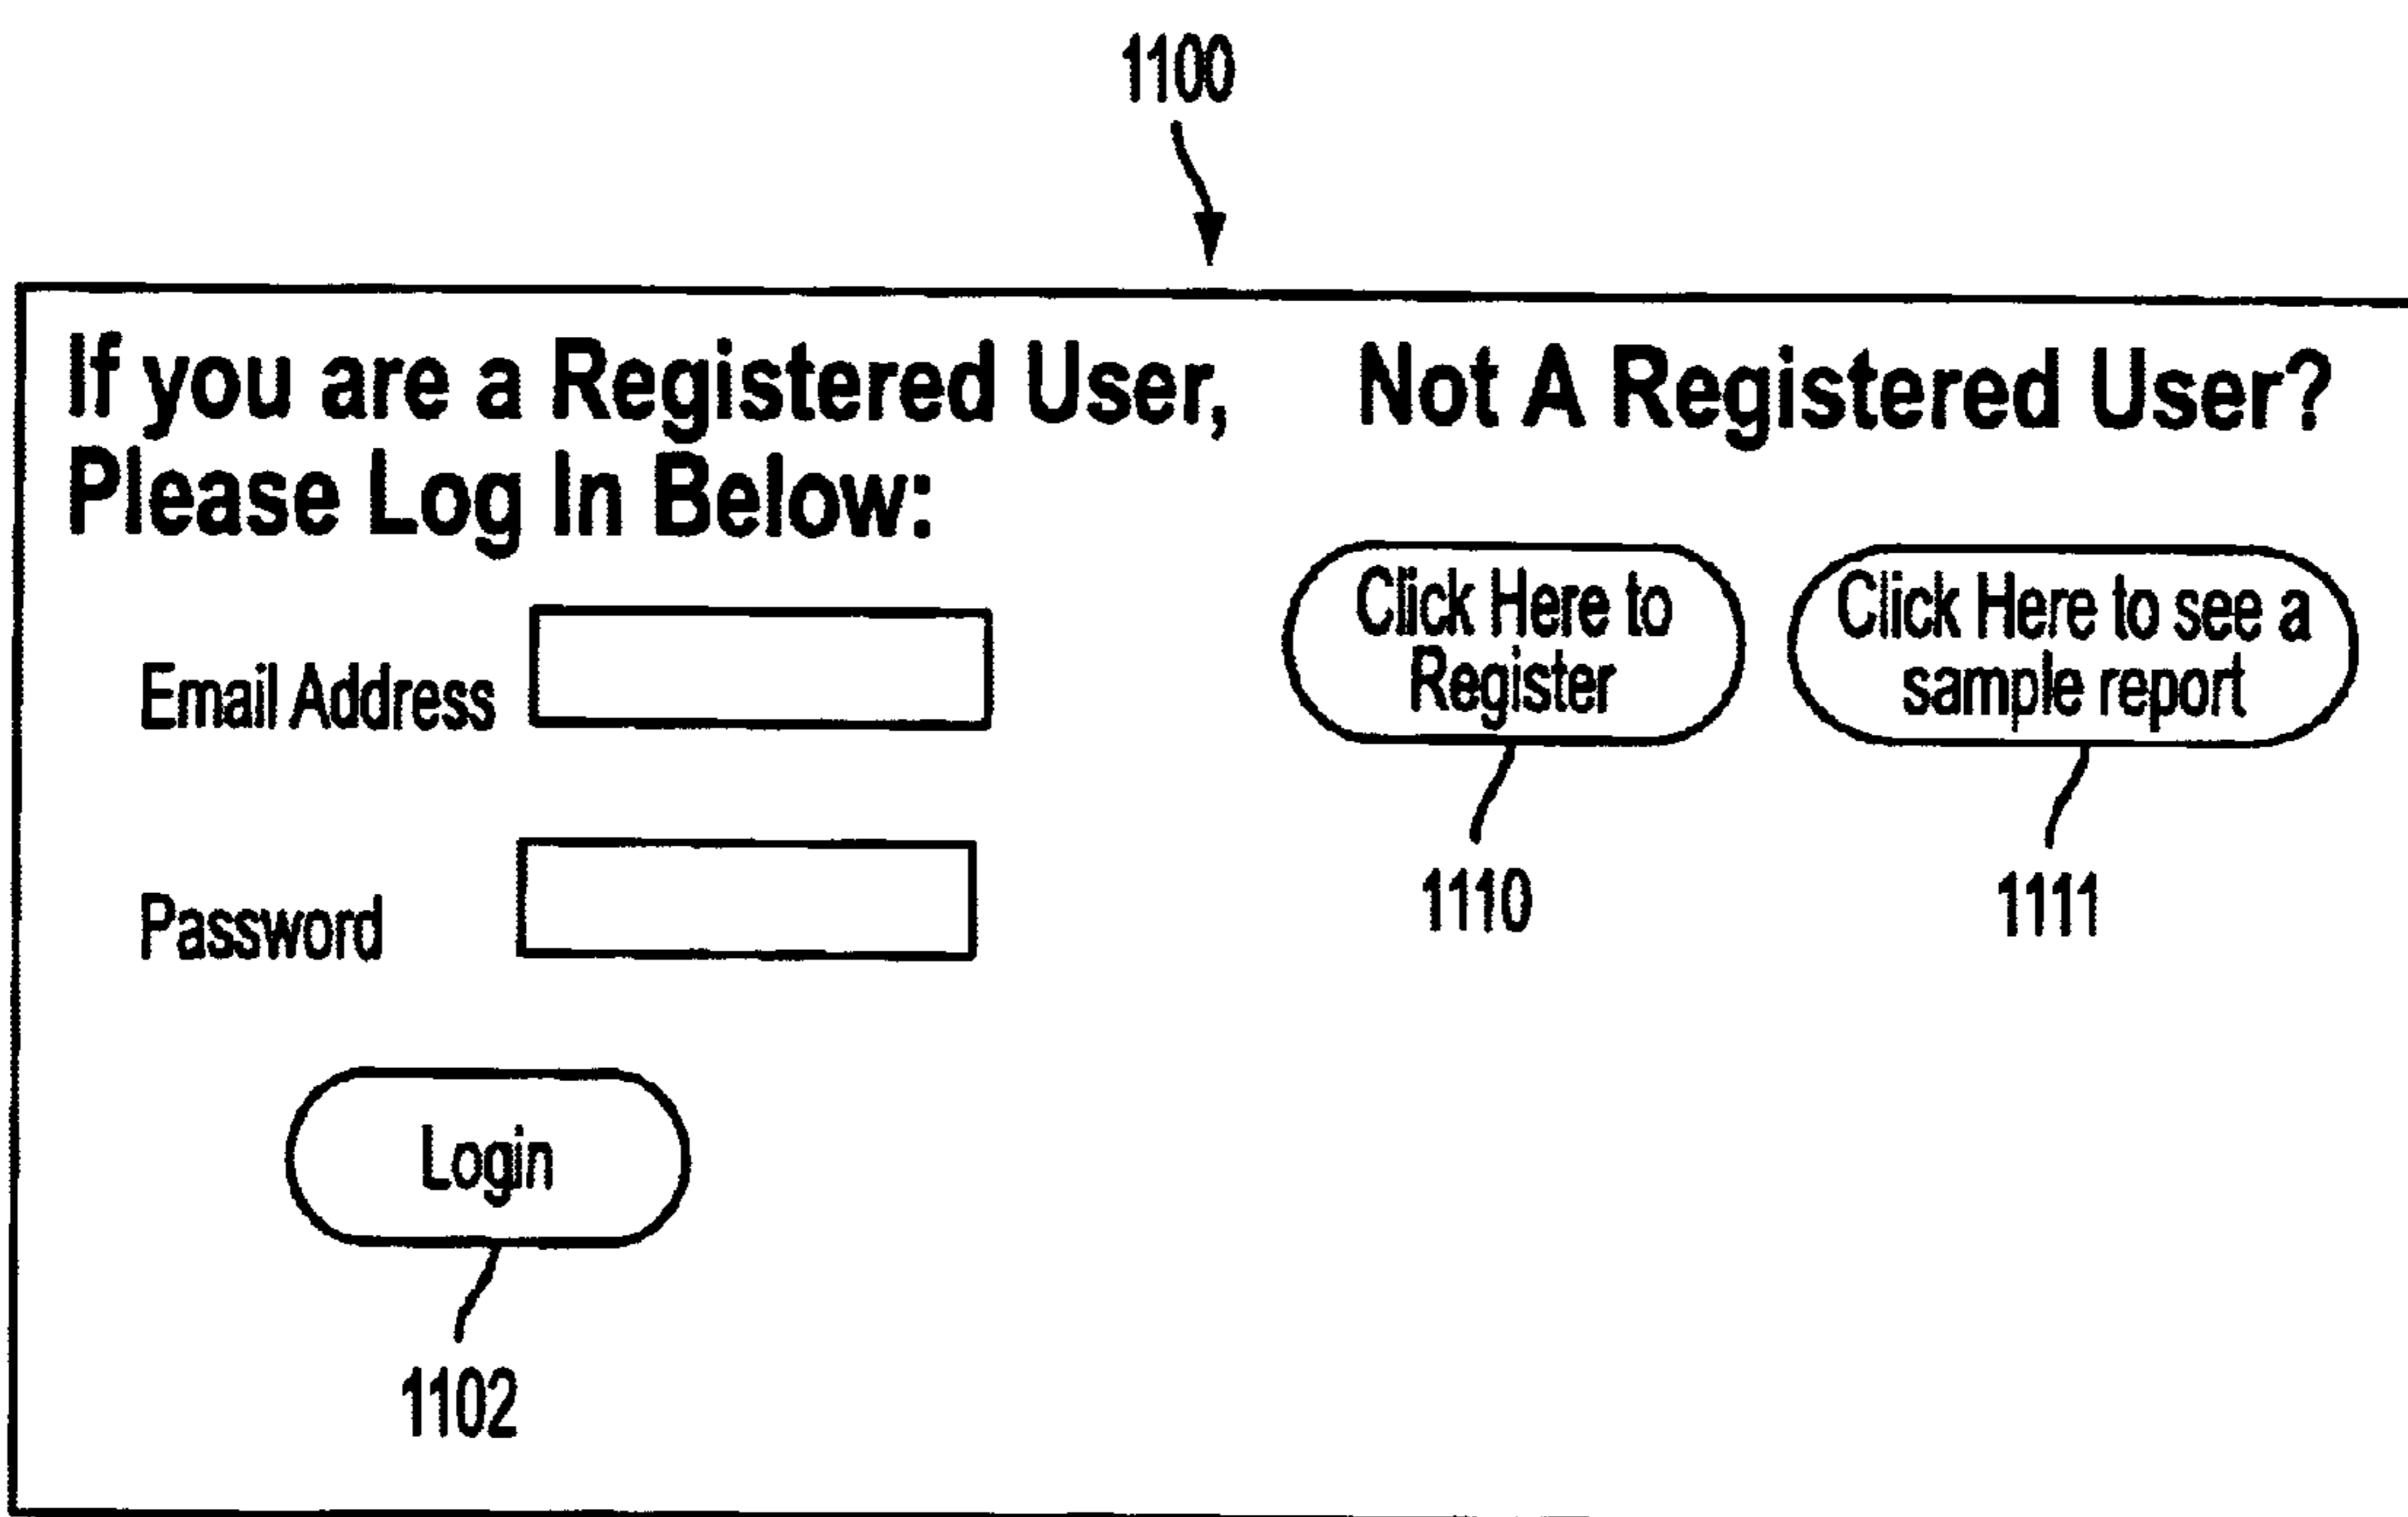 1100
If you are a Registered User,
Please Log In Below:
Email Address
Password
Login
1102
Not A Registered User?
Click Here to
Register
1110
Click Here to see a
sample report
1111